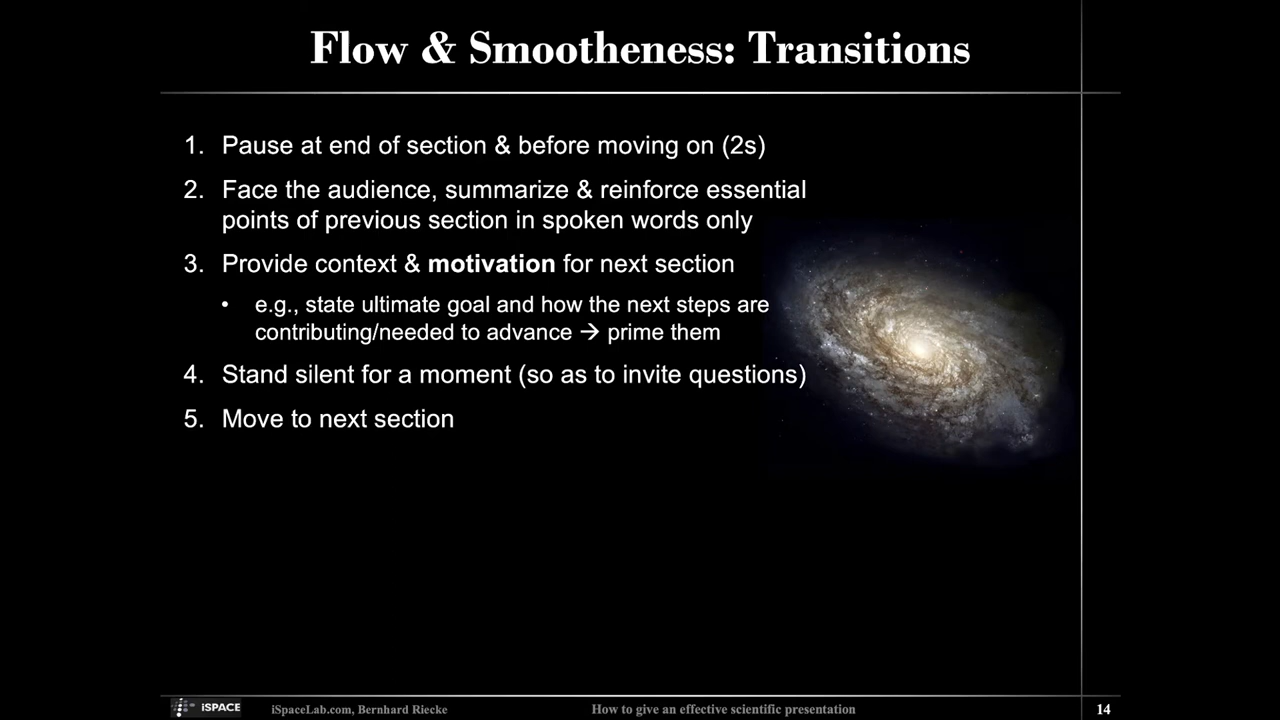 Flow & Smootheness: Transitions
1. Pause at end of section & before moving on (2s)
2. Face the audience, summarize & reinforce essential
points of previous section in spoken words only
3. Provide context & motivation for next section
• e.g., state ultimate goal and how the next steps are
contributing/needed to advance → prime them
4. Stand silent for a moment (so as to invite questions)
5. Move to next section
iSPACE
iSpaceLab.com, Bernhard Riecke
How to give an effective scientific presentation
14